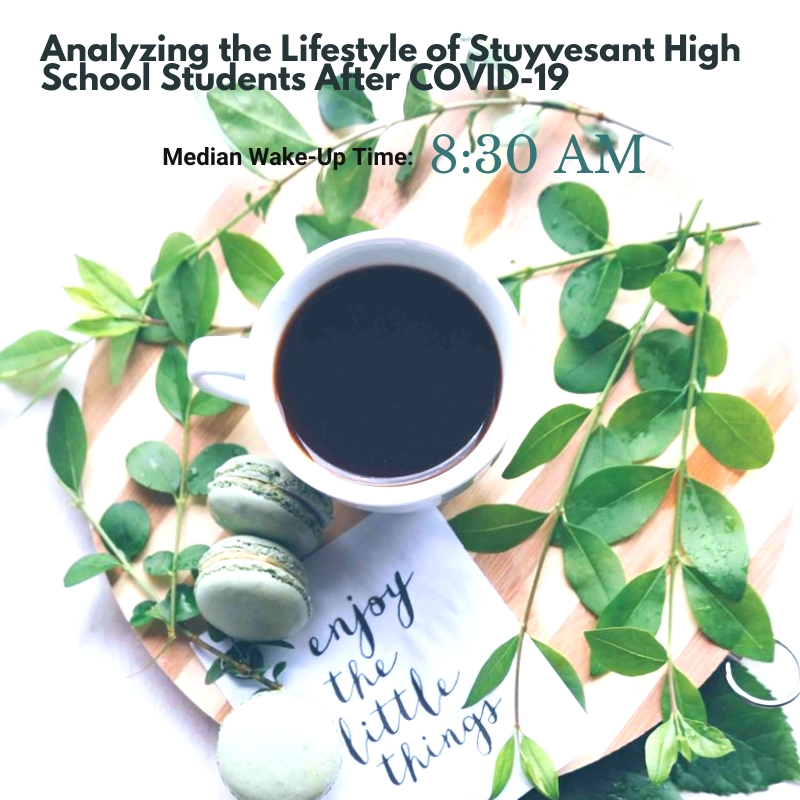 Analyzing the Lifestyle of Stuyvesant High
School Students After COVID-19
Median Wake-Up Time: 8:30 AM
enjoy
the
little
things